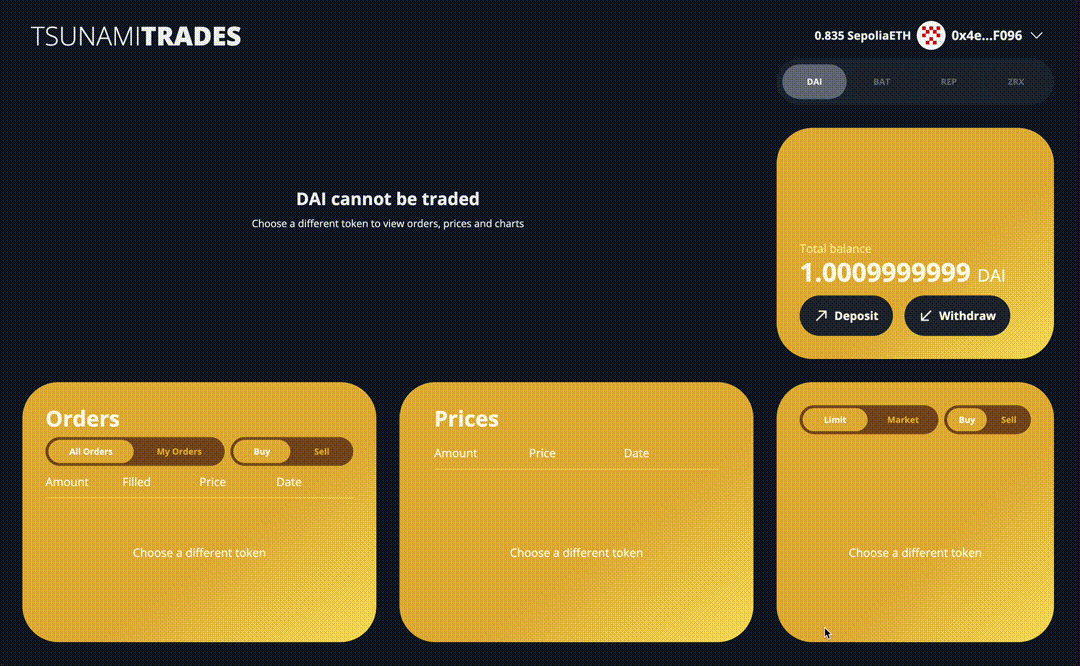 TSUNAMITRADES
0.835 SepoliaETH 0x4e...F096
DAI BAT REP ZRX
DAI cannot be traded
Choose a different token to view orders, prices and charts
Total balance
1.0009999999 DAI
Deposit Withdraw
Orders
All Orders My Orders Buy Sell
Amount Filled Price Date
Choose a different token
Prices
Amount Price Date
Choose a different token
Limit Market Buy Sell
Choose a different token